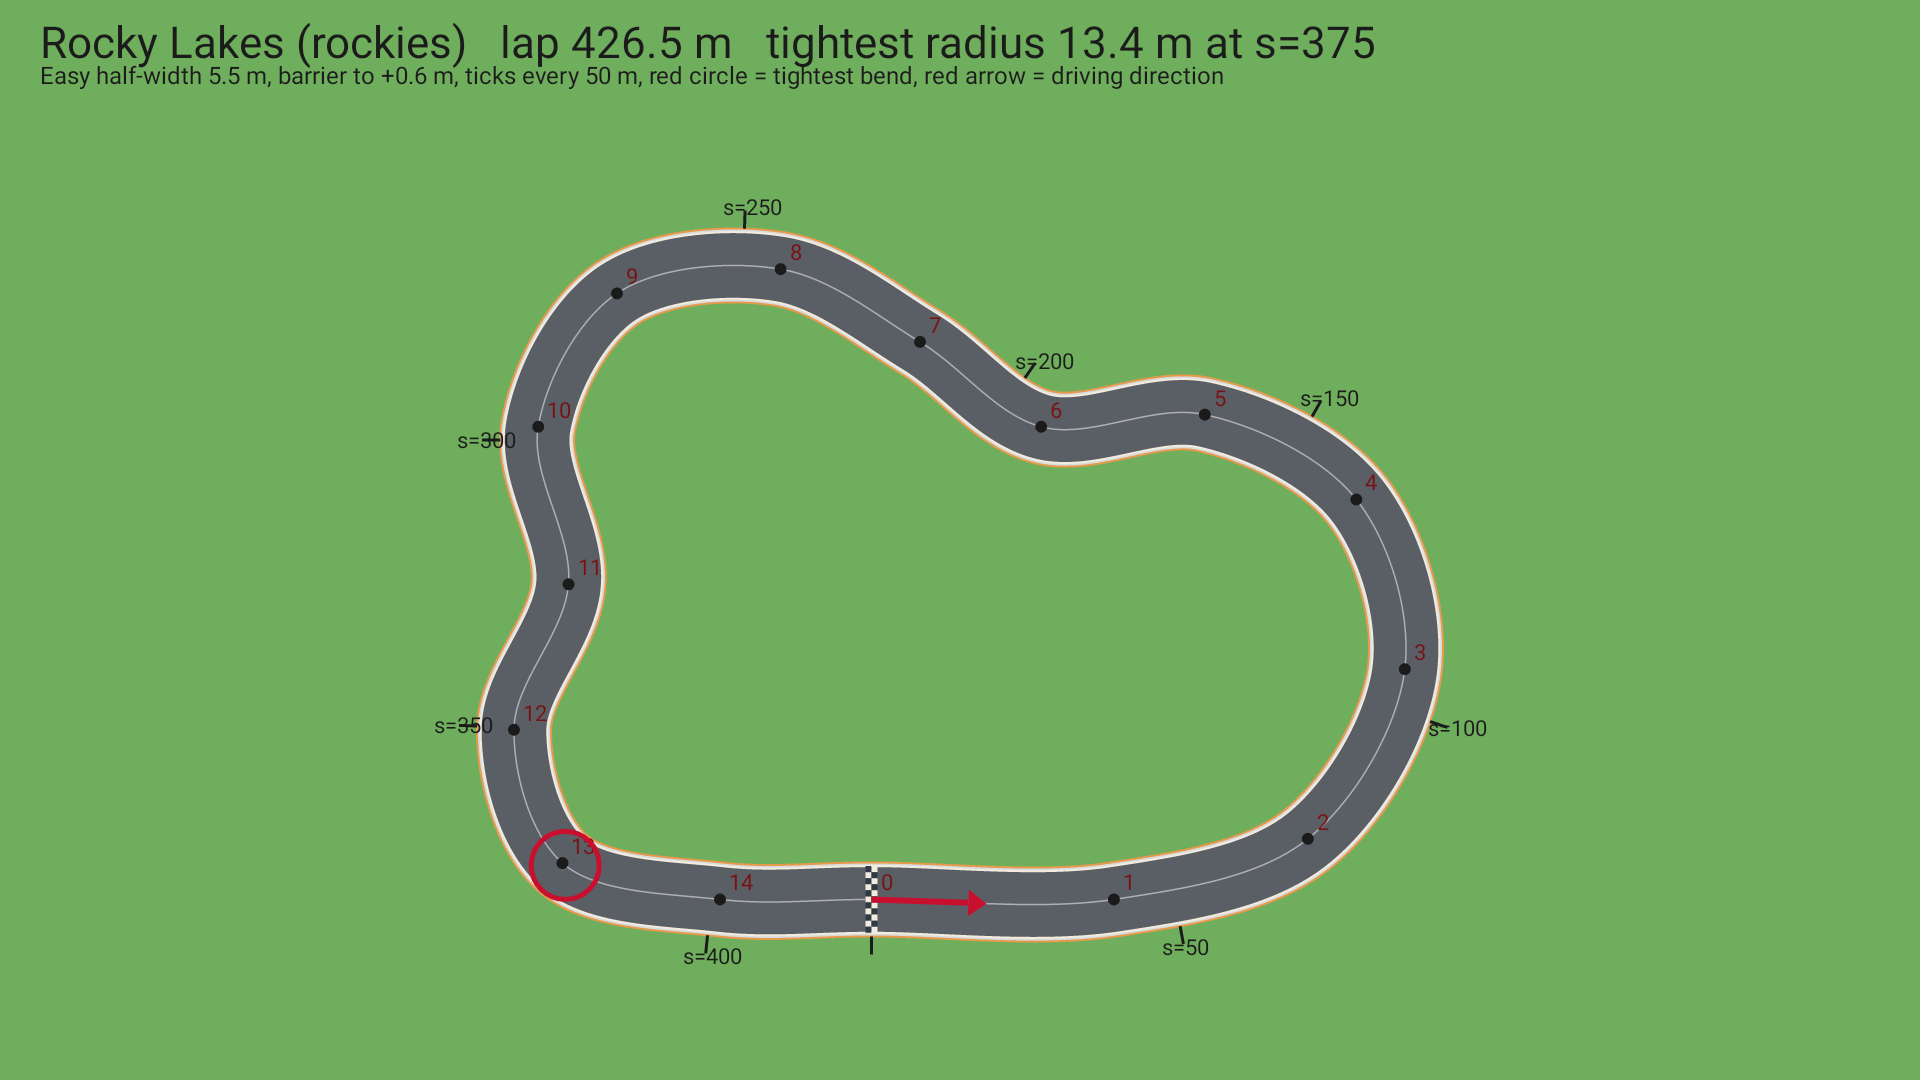 Rocky Lakes (rockies)   lap 426.5 m   tightest radius 13.4 m at s=375
Easy half-width 5.5 m, barrier to +0.6 m, ticks every 50 m, red circle = tightest bend, red arrow = driving direction
s=250
8
9
7
s=200
s=150
5
10
6
s=300
4
11
3
12
s=350
s=100
2
13
14
0
1
s=50
s=400